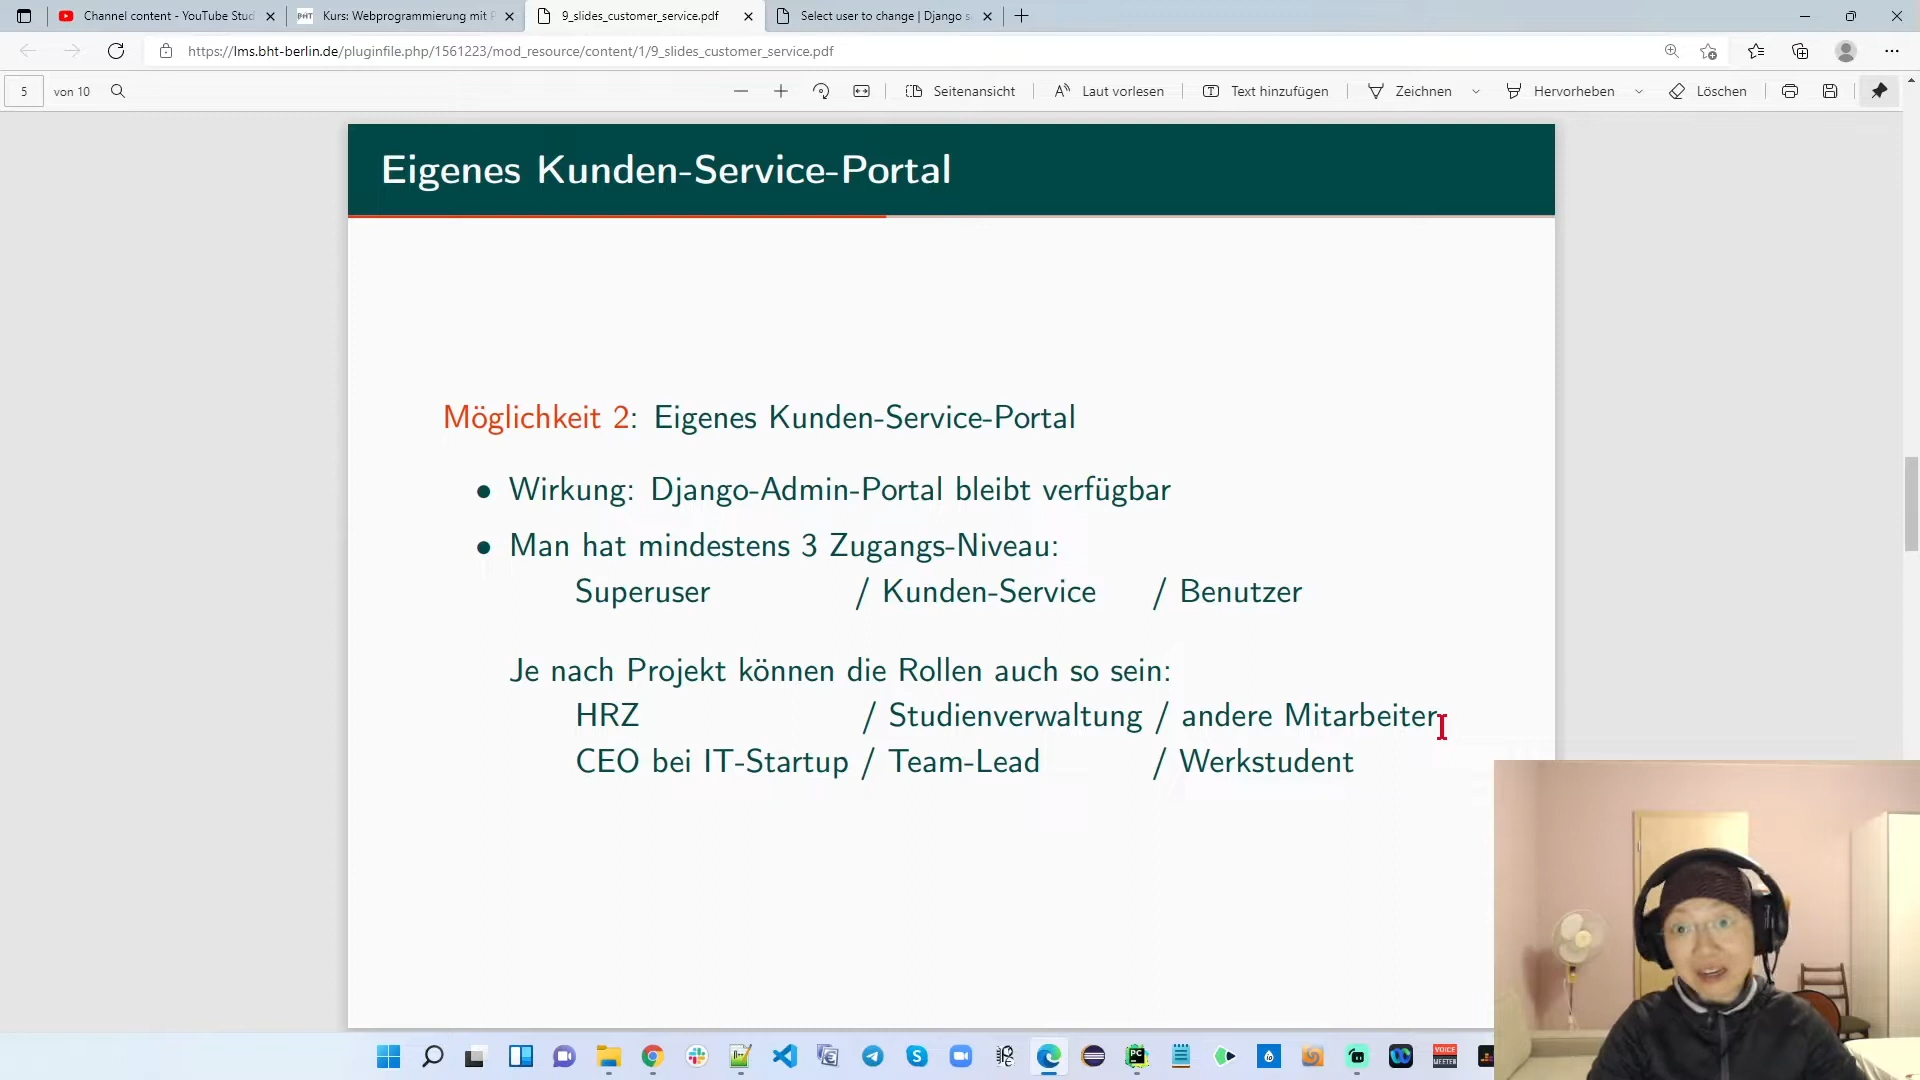 Channel content - YouTube Stud
Kurs: Webprogrammierung mit P
9_slides_customer_service.pdf
Select user to change | Django s
https://lms.bht-berlin.de/pluginfile.php/1561223/mod_resource/content/1/9_slides_customer_service.pdf
5 von 10
Seitenansicht
Laut vorlesen
Text hinzufügen
Zeichnen
Hervorheben
Löschen
Eigenes Kunden-Service-Portal
Möglichkeit 2: Eigenes Kunden-Service-Portal
• Wirkung: Django-Admin-Portal bleibt verfügbar
• Man hat mindestens 3 Zugangs-Niveau:
Superuser / Kunden-Service / Benutzer
Je nach Projekt können die Rollen auch so sein:
HRZ / Studienverwaltung / andere Mitarbeiter
CEO bei IT-Startup / Team-Lead / Werkstudent
VOICE
MEETER